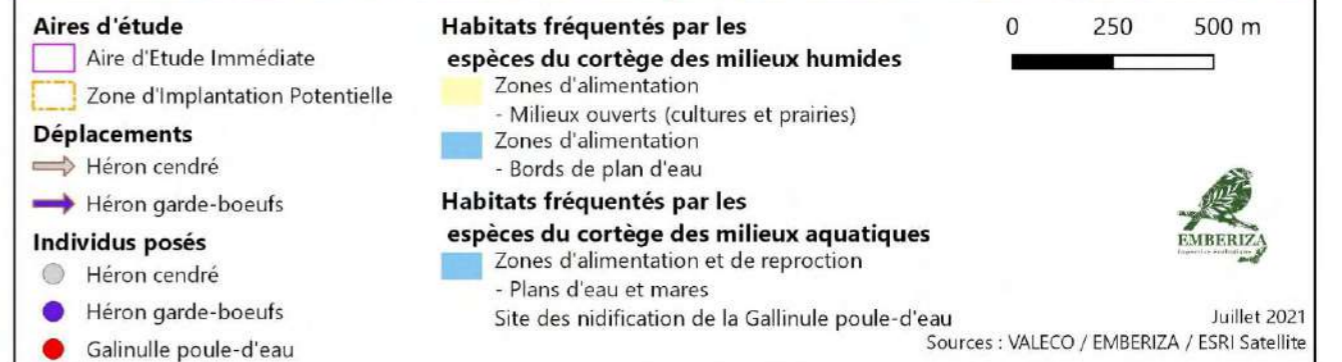 Aires d'étude
Aire d'Etude Immédiate
Zone d'Implantation Potentielle
Déplacements
Héron cendré
Héron garde-boeufs
Individus posés
Héron cendré
Héron garde-boeufs
Galinulle poule-d'eau
Habitats fréquentés par les
espèces du cortège des milieux humides
Zones d'alimentation
- Milieux ouverts (cultures et prairies)
Zones d'alimentation
- Bords de plan d'eau
Habitats fréquentés par les
espèces du cortège des milieux aquatiques
Zones d'alimentation et de reproction
- Plans d'eau et mares
Site des nidification de la Gallinule poule-d'eau
0 250 500 m
EMBERIZA
Juillet 2021
Sources : VALECO / EMBERIZA / ESRI Satellite